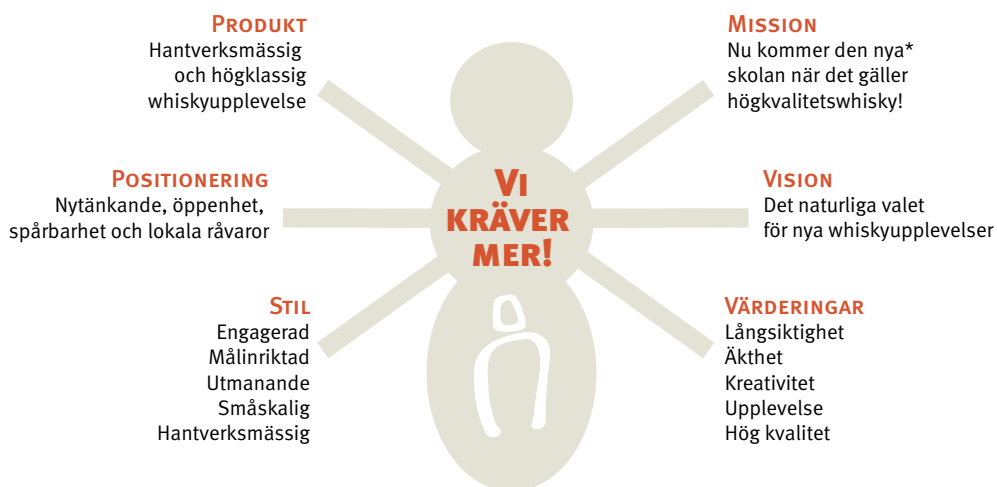 PRODUKT
Hantverksmässig
och högklassig
whiskyupplevelse
MISSION
Nu kommer den nya*
skolan när det gäller
högkvalitetswhisky!
POSITIONERING
Nytänkande, öppenhet,
spårbarhet och lokala råvaror
VI
KRÄVER
MER!
VISION
Det naturliga valet
för nya whiskyupplevelser
STIL
Engagerad
Målinriktad
Utmanande
Småskalig
Hantverksmässig
VÄRDERINGAR
Långsiktighet
Äkthet
Kreativitet
Upplevelse
Hög kvalitet